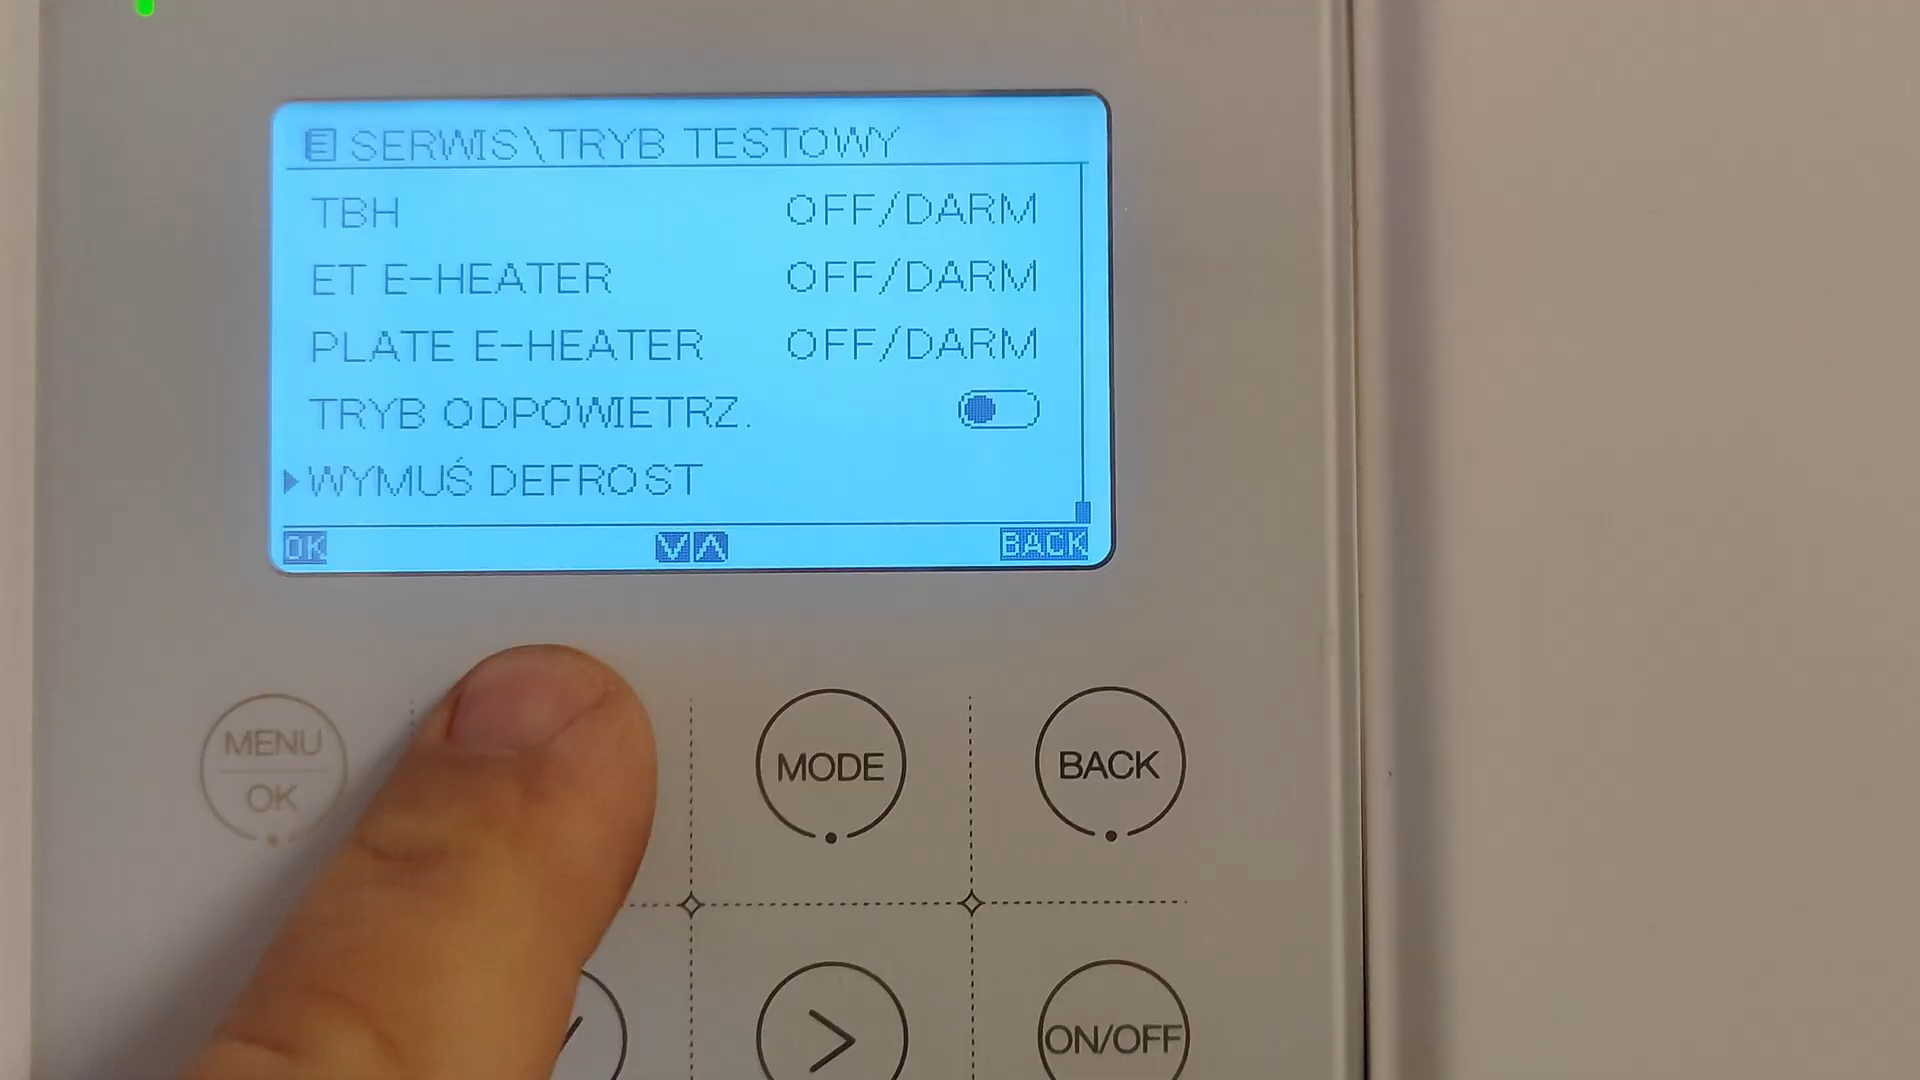 SERWIS\TRYB TESTOWY
TBH OFF/DARM
ET E-HEATER OFF/DARM
PLATE E-HEATER OFF/DARM
TRYB ODPOWIETRZ.
WYMUŚ DEFROST
OK BACK
MENU
OK
MODE
BACK
ON/OFF